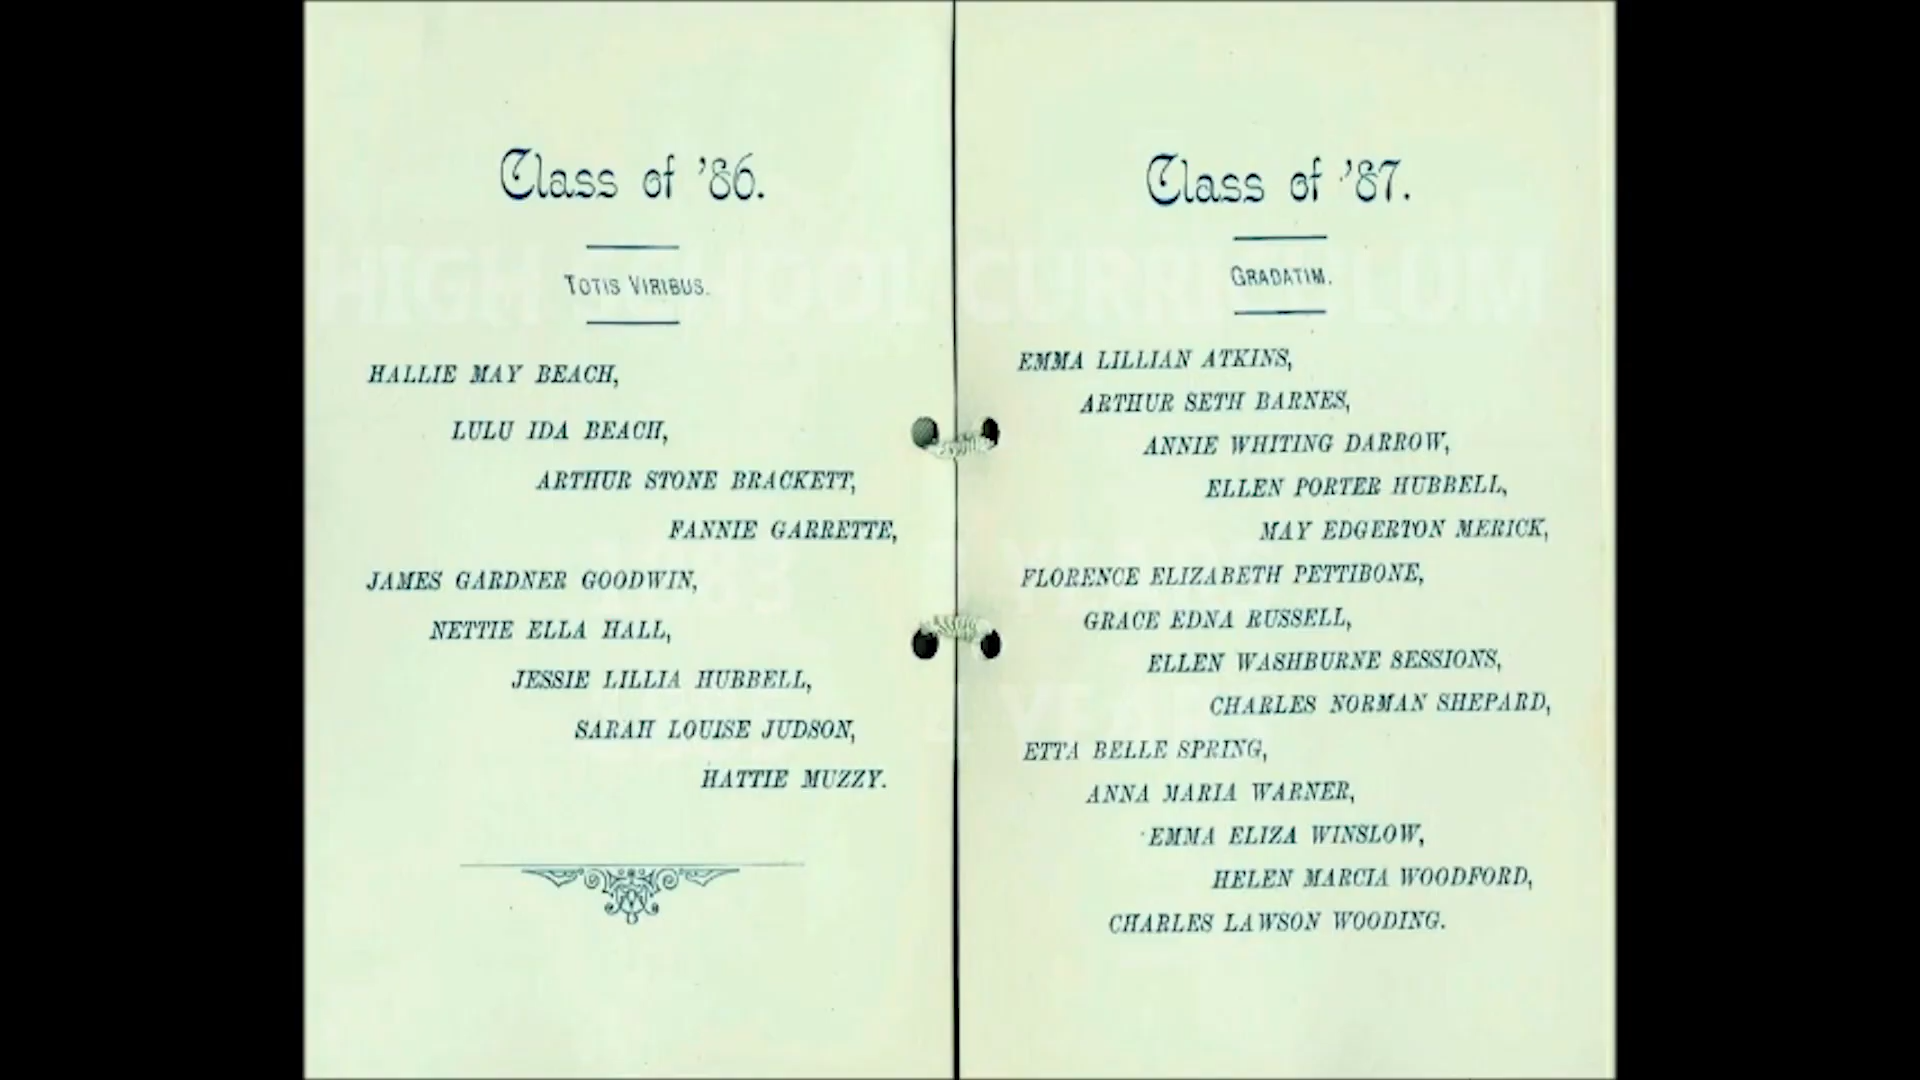 Class of '86.
TOTIS VIRIBUS.
HALLIE MAY BEACH,
LULU IDA BEACH,
ARTHUR STONE BRACKETT,
FANNIE GARRETTE,
JAMES GARDNER GOODWIN,
NETTIE ELLA HALL,
JESSIE LILLIA HUBBELL,
SARAH LOUISE JUDSON,
HATTIE MUZZY.
Class of '87.
GRADATIM.
EMMA LILLIAN ATKINS,
ARTHUR SETH BARNES,
ANNIE WHITING DARROW,
ELLEN PORTER HUBBELL,
MAY EDGERTON MERICK,
FLORENCE ELIZABETH PETTIBONE,
GRACE EDNA RUSSELL,
ELLEN WASHBURNE SESSIONS,
CHARLES NORMAN SHEPARD,
ETTA BELLE SPRING,
ANNA MARIA WARNER,
EMMA ELIZA WINSLOW,
HELEN MARCIA WOODFORD,
CHARLES LAWSON WOODING.
HIGH SCHOOL CURRICULUM
YEARS